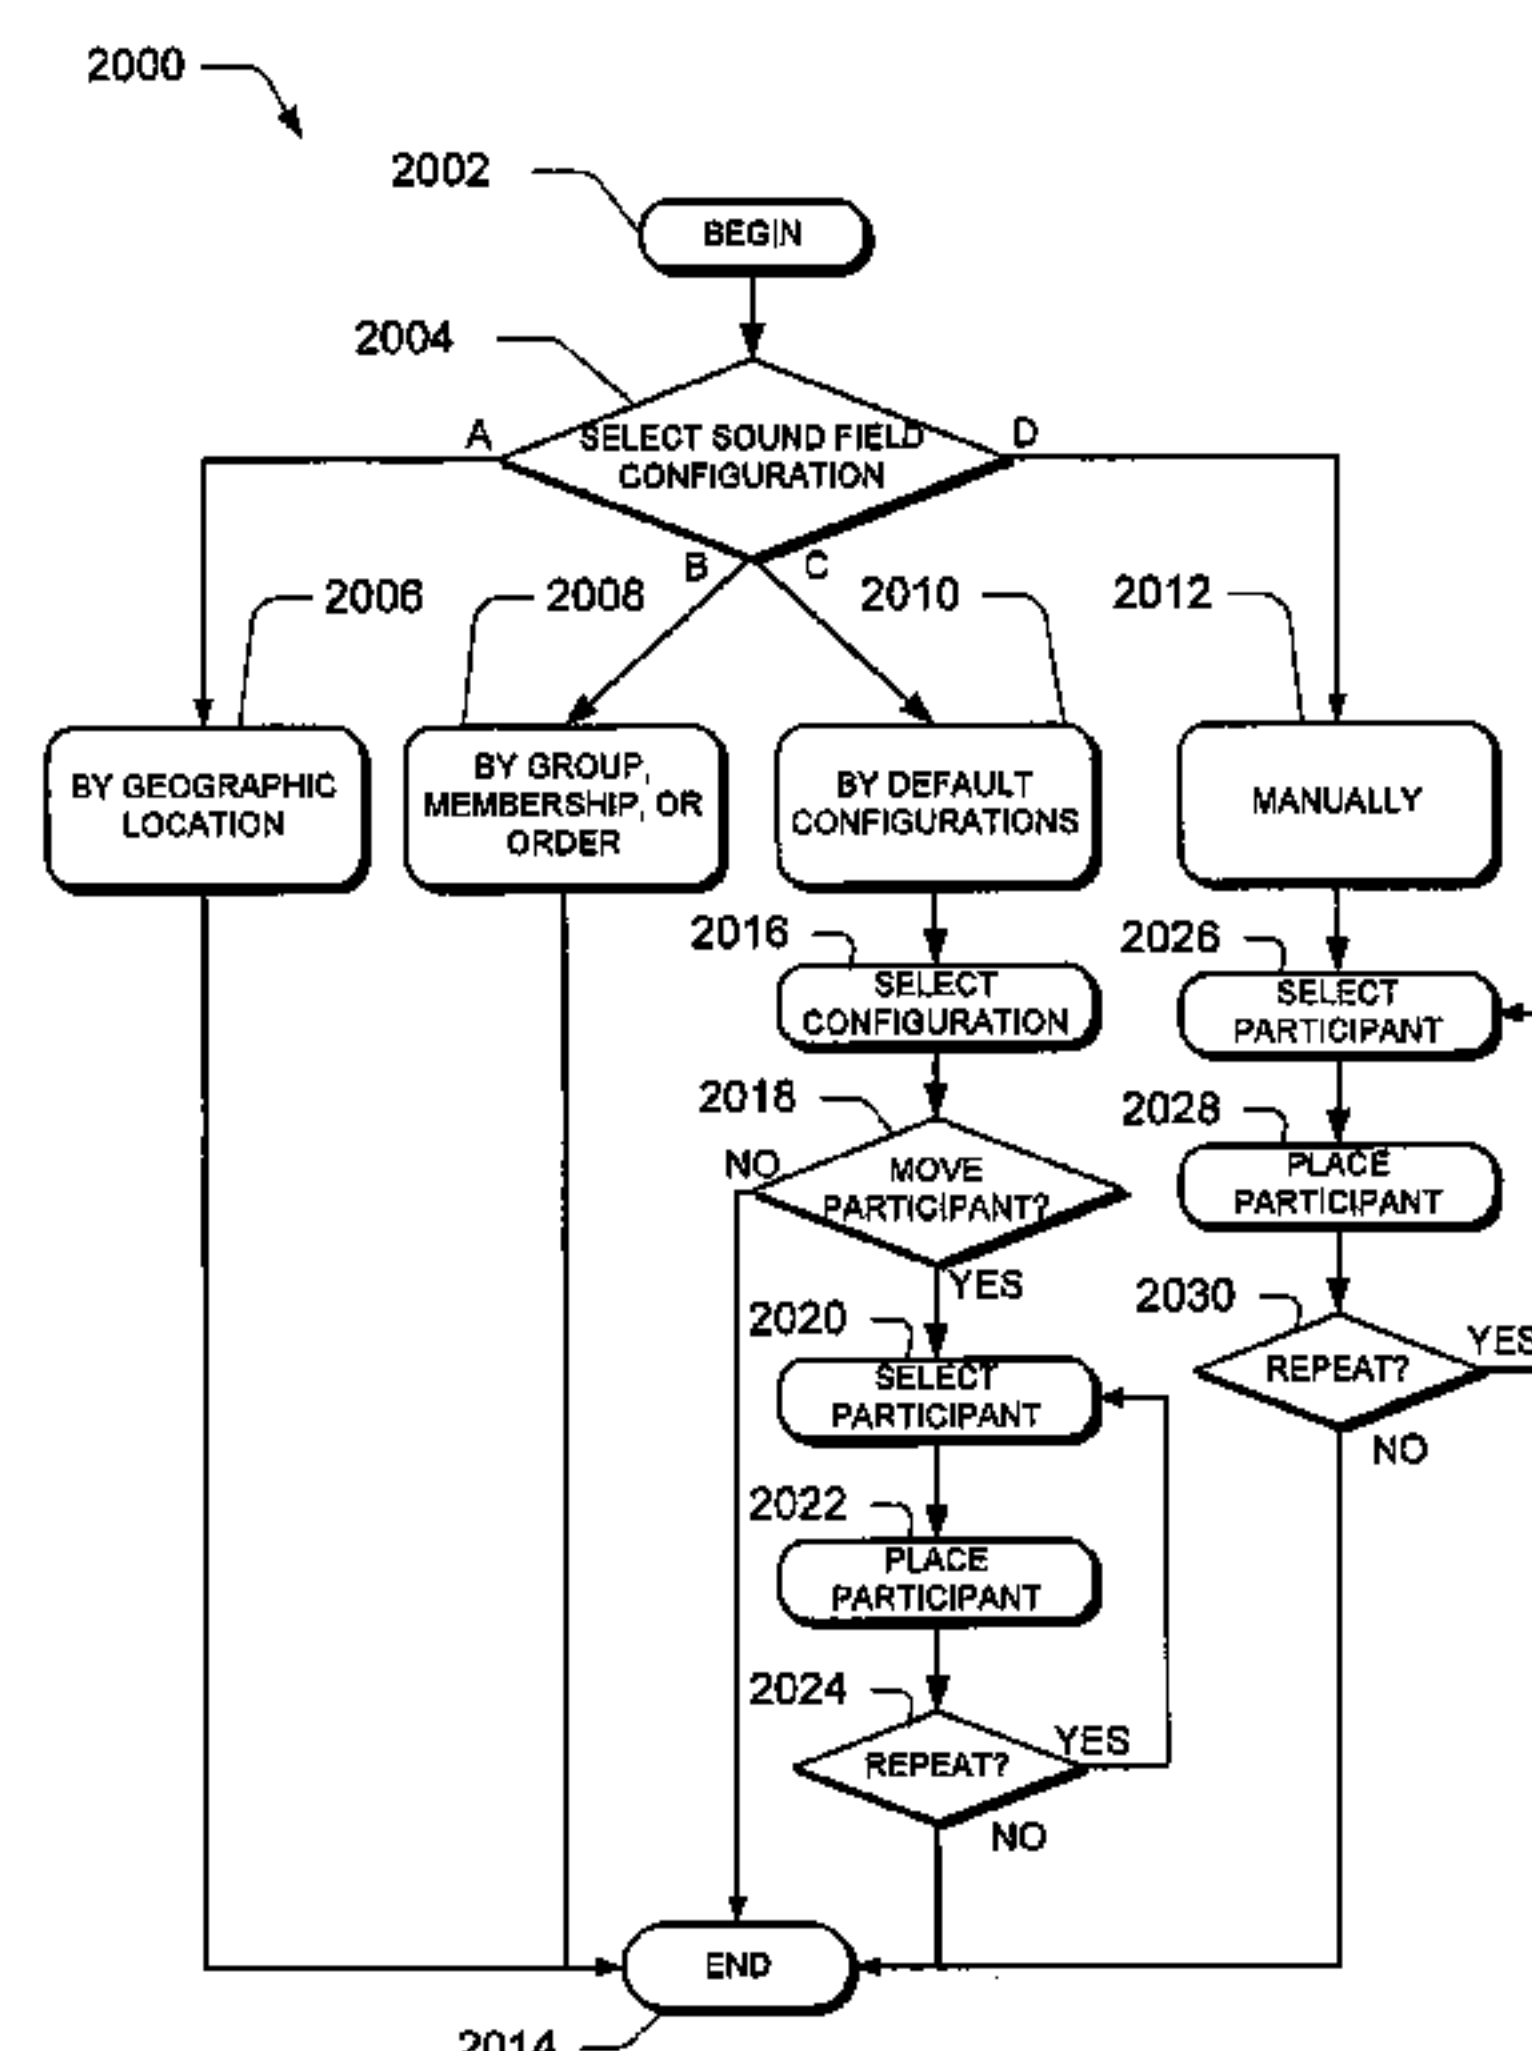 2000
2002
BEGIN
2004
A
SELECT SOUND FIELD
CONFIGURATION
D
B
C
2006
2008
2010
2012
BY GEOGRAPHIC
LOCATION
BY GROUP,
MEMBERSHIP, OR
ORDER
BY DEFAULT
CONFIGURATIONS
MANUALLY
2016
SELECT
CONFIGURATION
2026
SELECT
PARTICIPANT
2018
NO
MOVE
PARTICIPANT?
YES
2028
PLACE
PARTICIPANT
2020
SELECT
PARTICIPANT
2030
REPEAT?
YES
NO
2022
PLACE
PARTICIPANT
2024
REPEAT?
YES
NO
END
2014